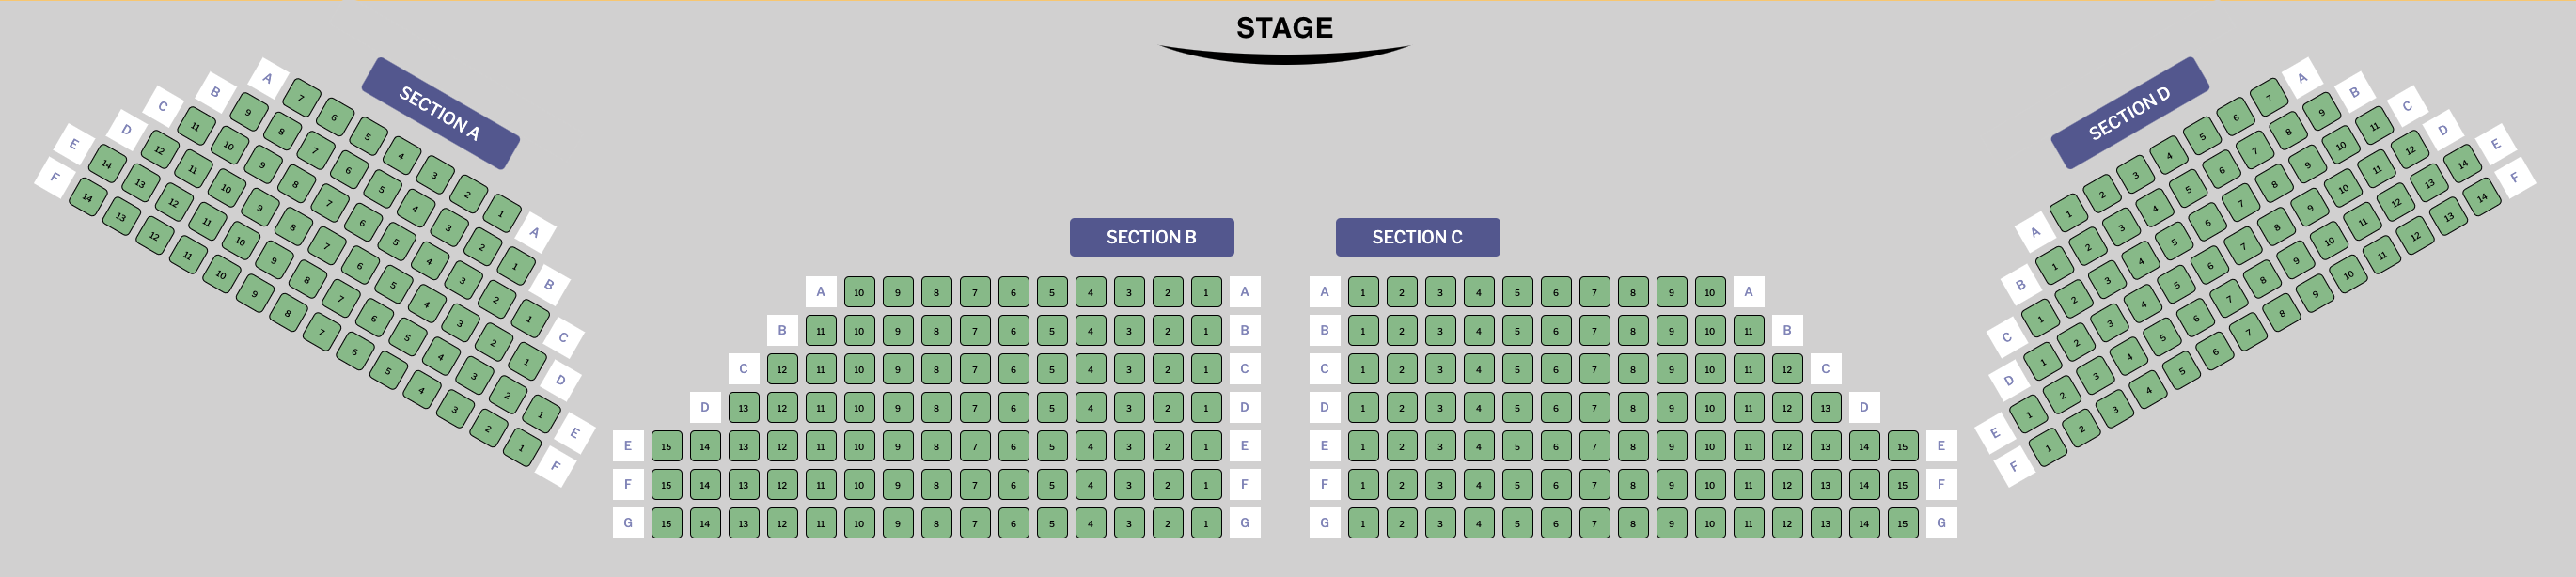 STAGE
SECTION A
A 7 6 5 4 3 2 1 A
B 9 8 7 6 5 4 3 2 1 B
C 11 10 9 8 7 6 5 4 3 2 1 C
D 12 11 10 9 8 7 6 5 4 3 2 1 D
E 14 13 12 11 10 9 8 7 6 5 4 3 2 1 E
F 14 13 12 11 10 9 8 7 6 5 4 3 2 1 F
SECTION B
A 10 9 8 7 6 5 4 3 2 1 A
B 11 10 9 8 7 6 5 4 3 2 1 B
C 12 11 10 9 8 7 6 5 4 3 2 1 C
D 13 12 11 10 9 8 7 6 5 4 3 2 1 D
E 15 14 13 12 11 10 9 8 7 6 5 4 3 2 1 E
F 15 14 13 12 11 10 9 8 7 6 5 4 3 2 1 F
G 15 14 13 12 11 10 9 8 7 6 5 4 3 2 1 G
SECTION C
A 1 2 3 4 5 6 7 8 9 10 A
B 1 2 3 4 5 6 7 8 9 10 11 B
C 1 2 3 4 5 6 7 8 9 10 11 12 C
D 1 2 3 4 5 6 7 8 9 10 11 12 13 D
E 1 2 3 4 5 6 7 8 9 10 11 12 13 14 15 E
F 1 2 3 4 5 6 7 8 9 10 11 12 13 14 15 F
G 1 2 3 4 5 6 7 8 9 10 11 12 13 14 15 G
SECTION D
A 1 2 3 4 5 6 7 A
B 1 2 3 4 5 6 7 8 9 B
C 1 2 3 4 5 6 7 8 9 10 11 C
D 1 2 3 4 5 6 7 8 9 10 11 12 D
E 1 2 3 4 5 6 7 8 9 10 11 12 13 14 E
F 1 2 3 4 5 6 7 8 9 10 11 12 13 14 F